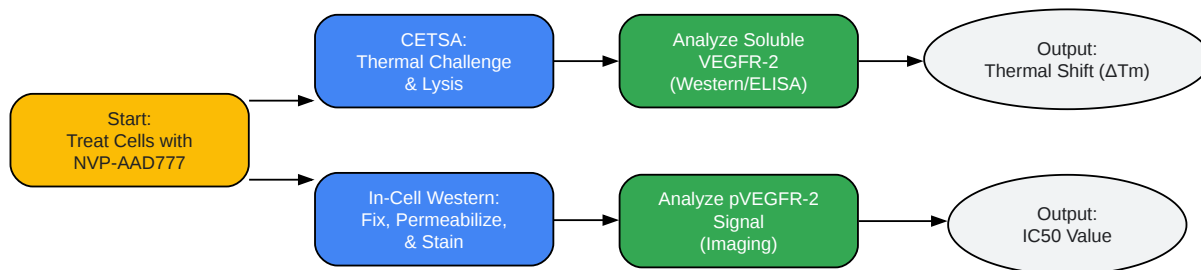 Start:
Treat Cells with
NVP-AAD777
CETSA:
Thermal Challenge
& Lysis
Analyze Soluble
VEGFR-2
(Western/ELISA)
Output:
Thermal Shift (ΔTm)
In-Cell Western:
Fix, Permeabilize,
& Stain
Analyze pVEGFR-2
Signal
(Imaging)
Output:
IC50 Value